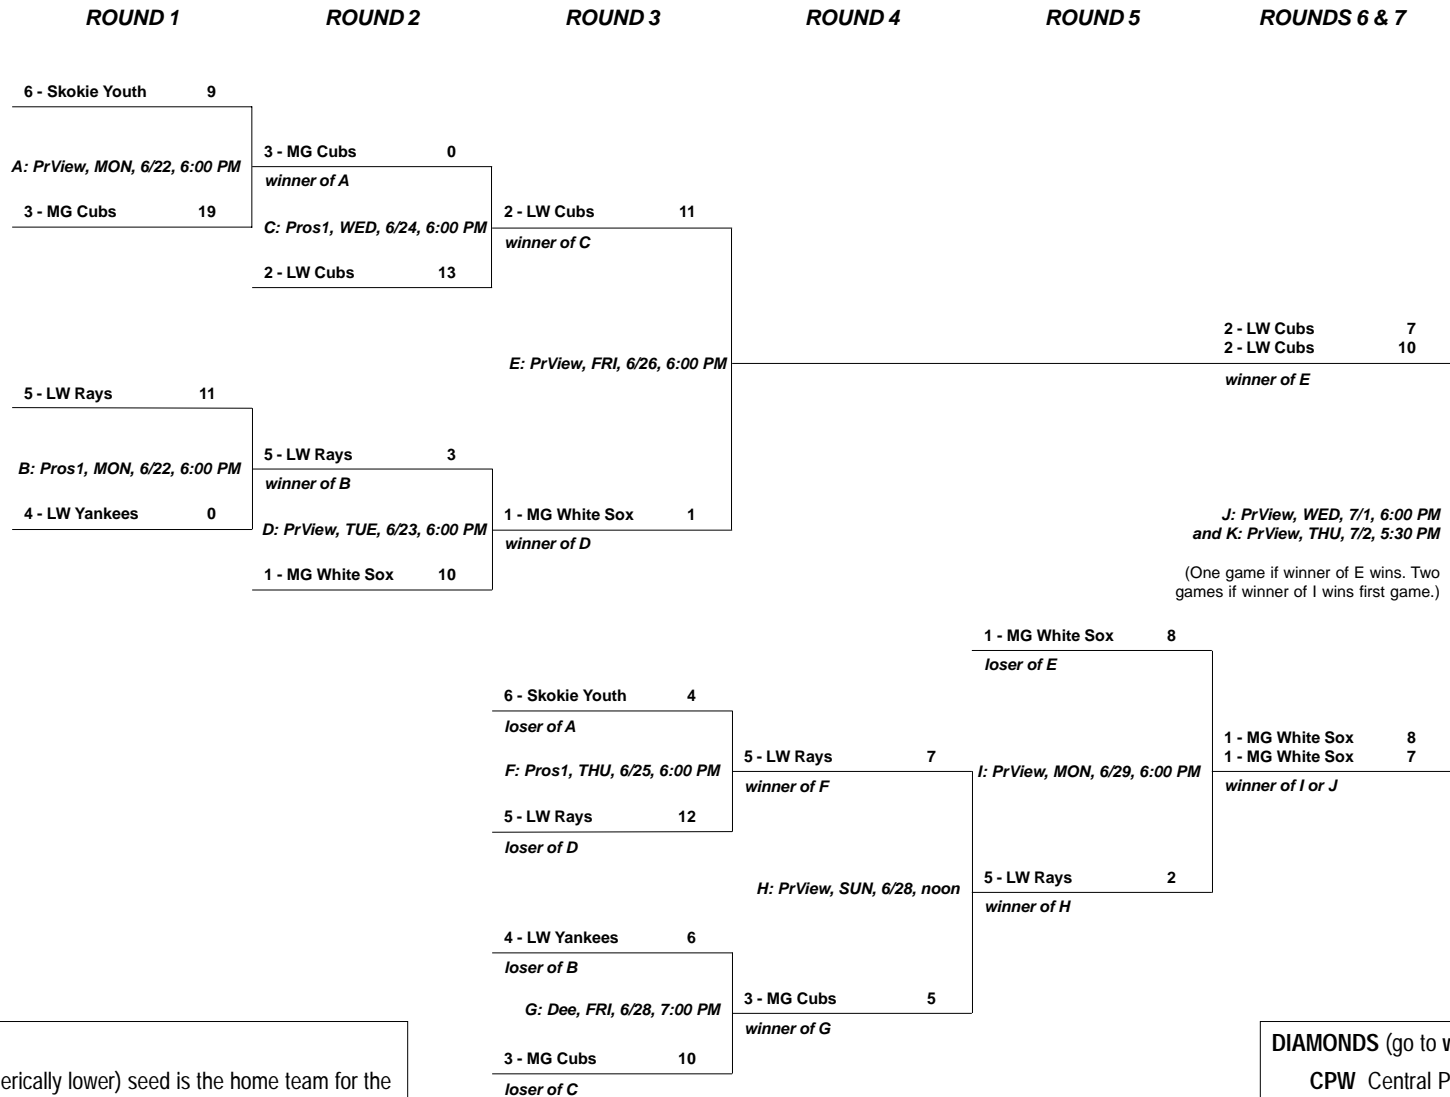 ROUND 1 ROUND 2 ROUND 3 ROUND 4 ROUND 5 ROUNDS 6 & 7
6 - Skokie Youth 9
A: PrView, MON, 6/22, 6:00 PM
3 - MG Cubs 19
5 - LW Rays 11
B: Pros1, MON, 6/22, 6:00 PM
4 - LW Yankees 0
3 - MG Cubs 0
winner of A
C: Pros1, WED, 6/24, 6:00 PM
2 - LW Cubs 13
5 - LW Rays 3
winner of B
D: PrView, TUE, 6/23, 6:00 PM
1 - MG White Sox 10
2 - LW Cubs 11
winner of C
E: PrView, FRI, 6/26, 6:00 PM
1 - MG White Sox 1
winner of D
6 - Skokie Youth 4
loser of A
F: Pros1, THU, 6/25, 6:00 PM
5 - LW Rays 12
loser of D
4 - LW Yankees 6
loser of B
G: Dee, FRI, 6/28, 7:00 PM
3 - MG Cubs 10
loser of C
5 - LW Rays 7
winner of F
H: PrView, SUN, 6/28, noon
3 - MG Cubs 5
winner of G
1 - MG White Sox 8
loser of E
I: PrView, MON, 6/29, 6:00 PM
5 - LW Rays 2
winner of H
2 - LW Cubs 7
2 - LW Cubs 10
winner of E
J: PrView, WED, 7/1, 6:00 PM
and K: PrView, THU, 7/2, 5:30 PM
(One game if winner of E wins. Two
games if winner of I wins first game.)
1 - MG White Sox 8
1 - MG White Sox 7
winner of I or J
erically lower) seed is the home team for the
DIAMONDS (go to w
CPW Central P